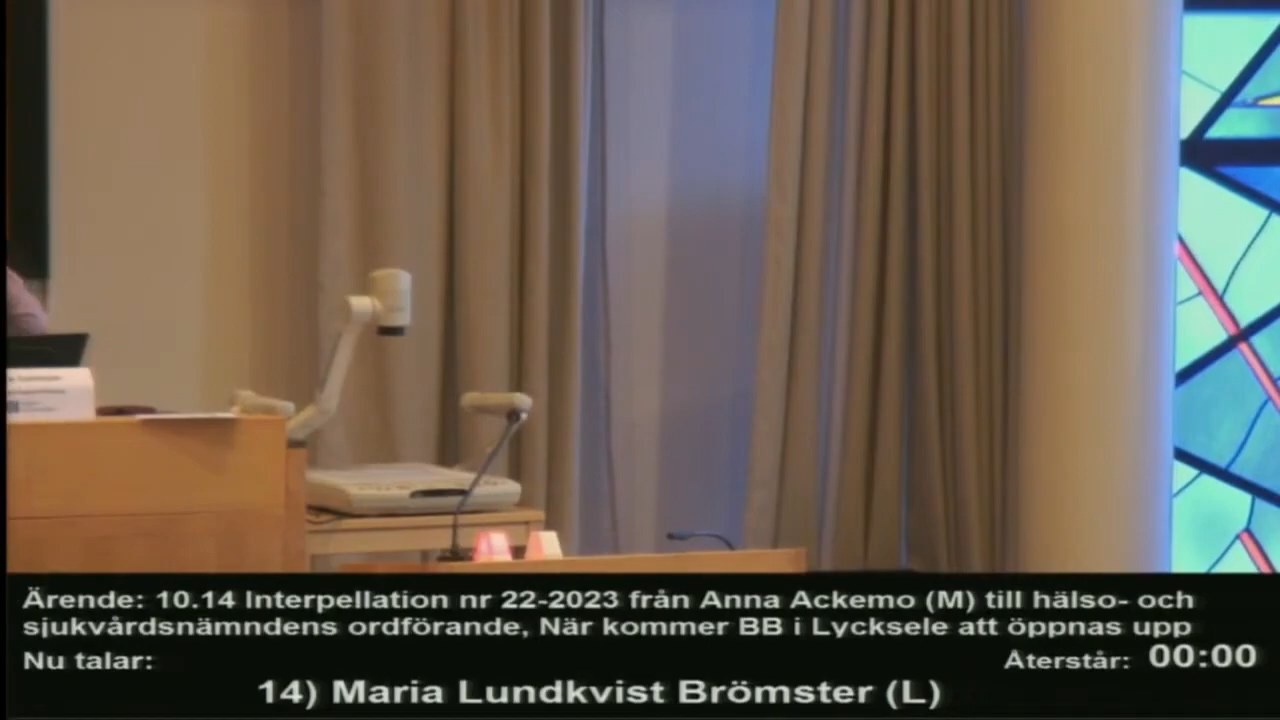 Ärende: 10.14 Interpellation nr 22-2023 från Anna Ackemo (M) till hälso- och
sjukvårdsnämndens ordförande, När kommer BB i Lycksele att öppnas upp
Nu talar:
Återstår: 00:00
14) Maria Lundkvist Brömster (L)